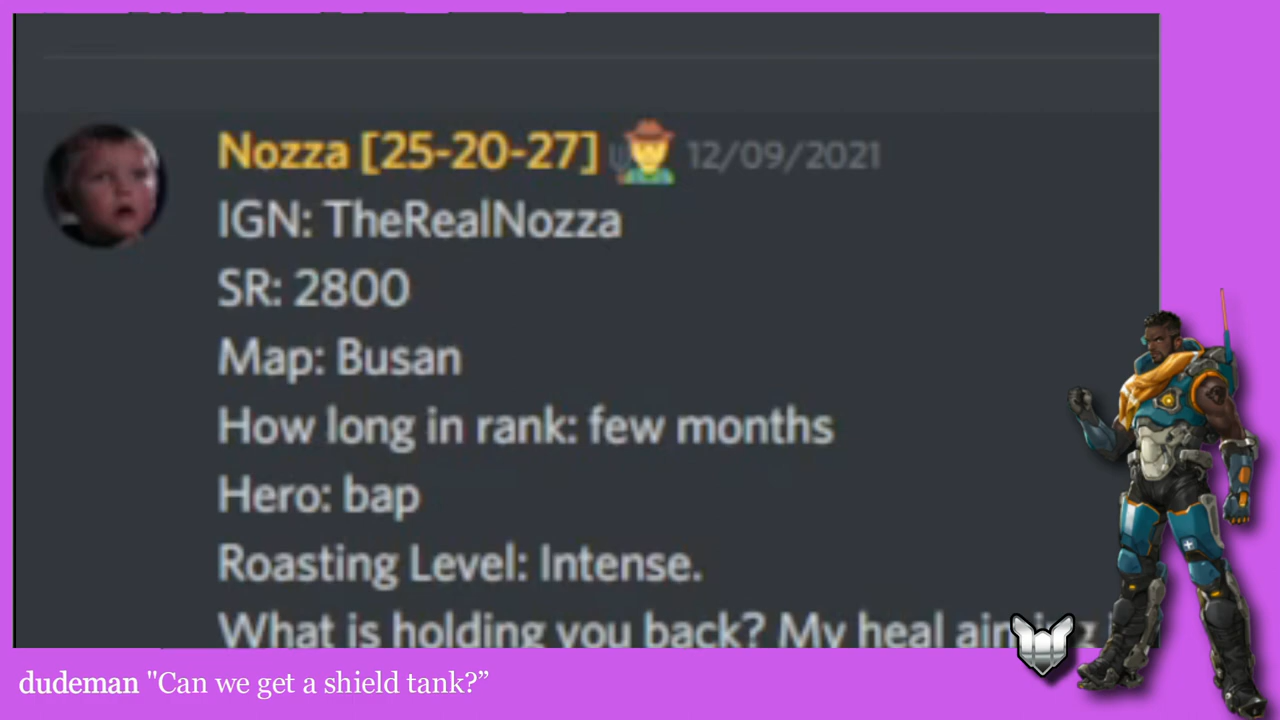 Nozza [25-20-27] 12/09/2021
IGN: TheRealNozza
SR: 2800
Map: Busan
How long in rank: few months
Hero: bap
Roasting Level: Intense.
What is holding you back? My heal aiming
dudeman "Can we get a shield tank?”